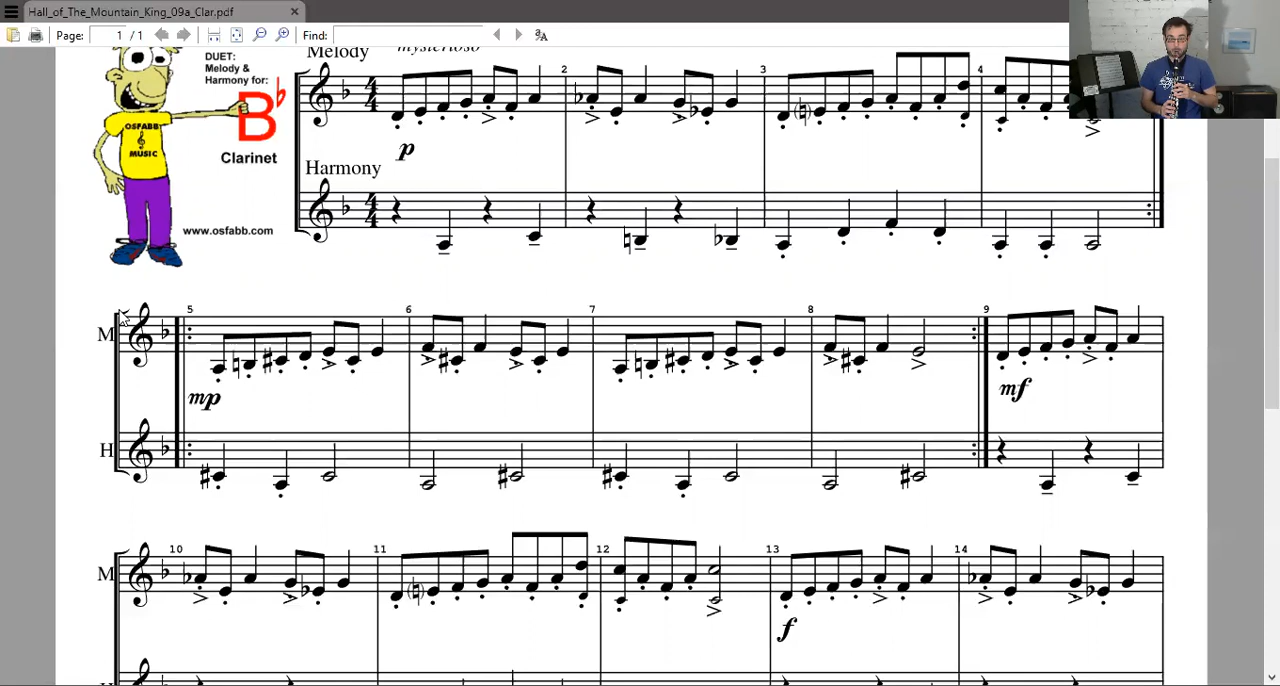 Hall_of_The_Mountain_King_09a_Clar.pdf
Page: 1 / 1 Find:
DUET:
Melody &
Harmony for:
B♭
Clarinet
OSFABB
MUSIC
www.osfabb.com
Melody
mysterioso
2 3 4
p
Harmony
M 5 6 7 8 9
mp mf
H
M 10 11 12 13 14
f